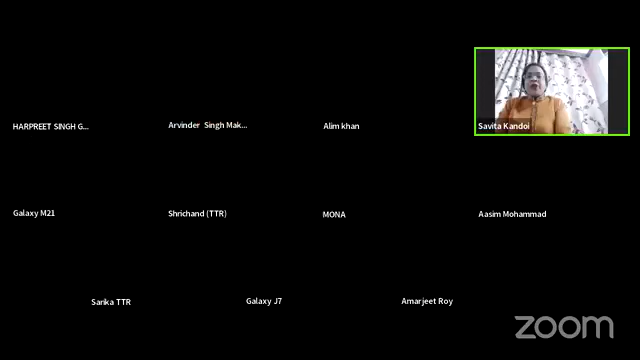 HARPREET SINGH G...
Arvinder Singh Mak...
Alim khan
Savita Kandoi
Galaxy M21
Shrichand (TTR)
MONA
Aasim Mohammad
Sarika TTR
Galaxy J7
Amarjeet Roy
zoom